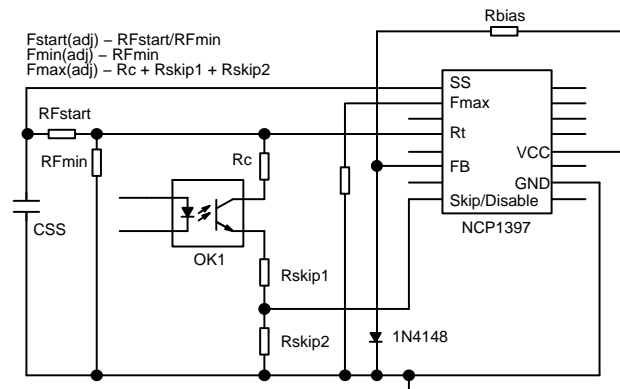 Rbias
Fstart(adj) – RFstart/RFmin
Fmin(adj) – RFmin
Fmax(adj) – Rc + Rskip1 + Rskip2
SS
Fmax
RFstart
Rt
RFmin
Rc
VCC
FB
GND
Skip/Disable
CSS
NCP1397
OK1
Rskip1
Rskip2
1N4148